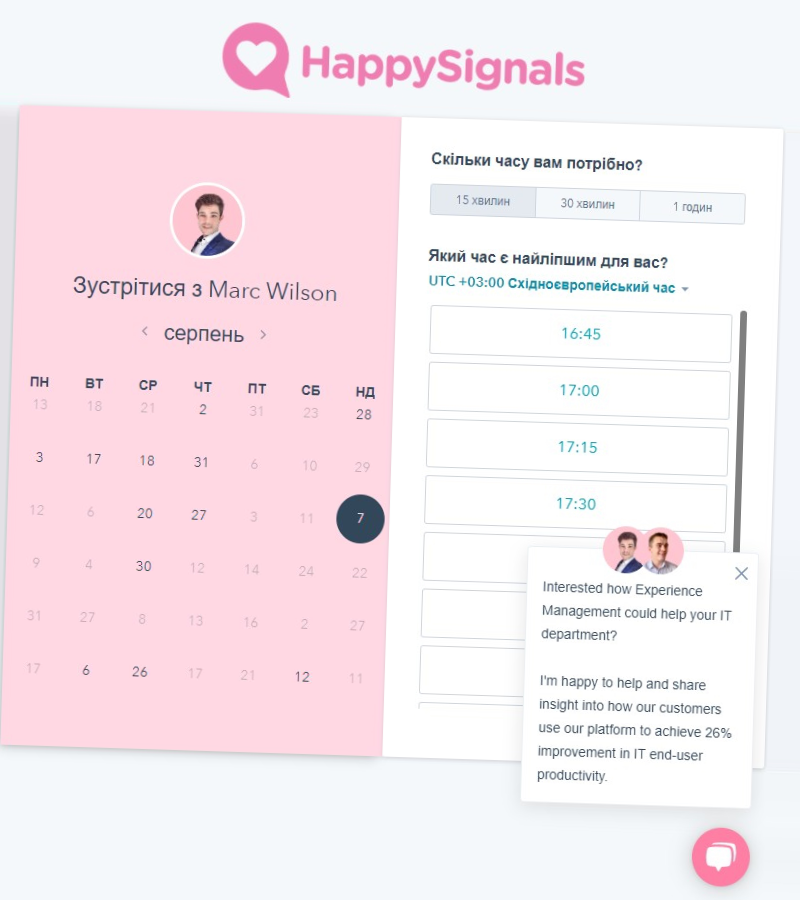 HappySignals
Зустрітися з Marc Wilson
серпень
ПН ВТ СР ЧТ ПТ СБ НД
13 18 21 2 31 23 28
3 17 18 31 6 10 29
12 6 20 27 3 11 7
9 4 30 12 14 24 22
31 27 8 13 16 2 27
17 6 26 17 21 12 11
Скільки часу вам потрібно?
15 хвилин 30 хвилин 1 годин
Який час є найліпшим для вас?
UTC +03:00 Східноєвропейський час
16:45
17:00
17:15
17:30
Interested how Experience
Management could help your IT
department?
I'm happy to help and share
insight into how our customers
use our platform to achieve 26%
improvement in IT end-user
productivity.